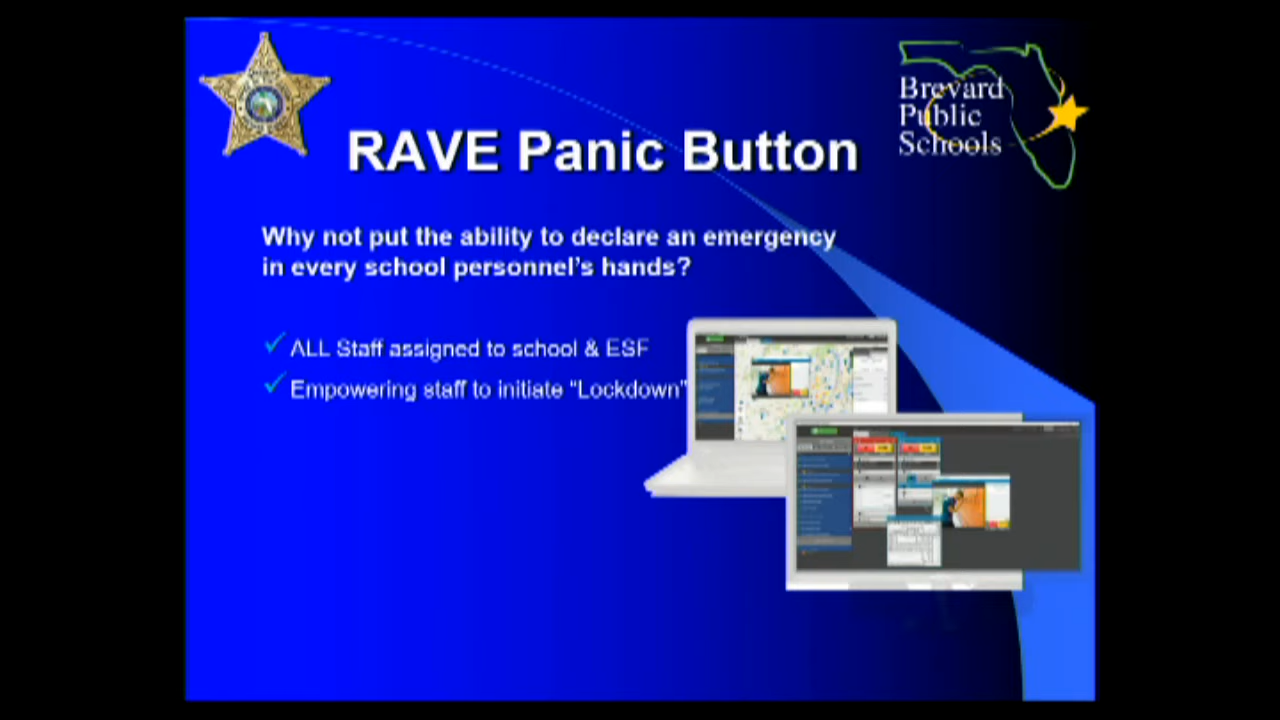 Brevard
Public
Schools
RAVE Panic Button
Why not put the ability to declare an emergency
in every school personnel's hands?
✓ ALL Staff assigned to school & ESF
✓ Empowering staff to initiate “Lockdown”